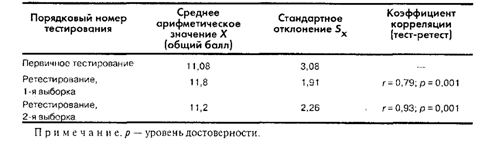 Порядковый номер тестирования	Среднее арифметическое значение X (общий балл)	Стандартное отклонение Sx	Коэффициент корреляции (тест-ретест)
Первичное тестирование	11,08	3,08	—
Ретестирование, 1-я выборка	11,8	1,91	r = 0,79; p = 0,001
Ретестирование, 2-я выборка	11,2	2,26	r = 0,93; p = 0,001
Примечание. p — уровень достоверности.